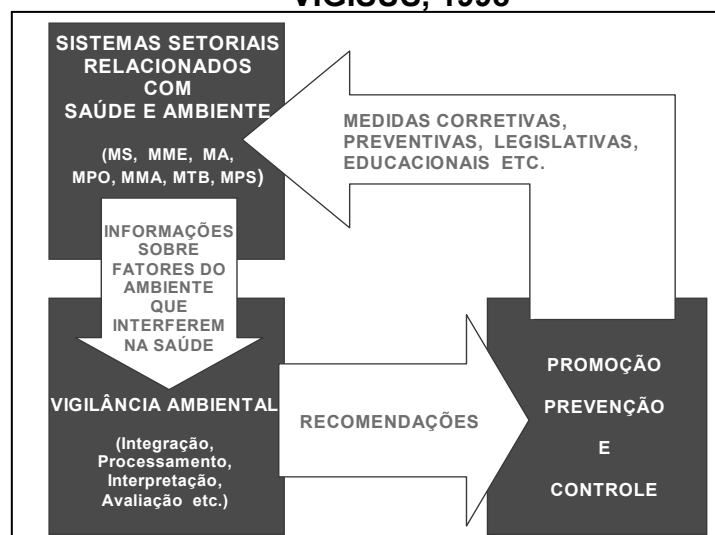 VIGISUS, 1998
SISTEMAS SETORIAIS
RELACIONADOS
COM
SAÚDE E AMBIENTE
(MS, MME, MA,
MPO, MMA, MTB, MPS)
MEDIDAS CORRETIVAS,
PREVENTIVAS, LEGISLATIVAS,
EDUCACIONAIS ETC.
INFORMAÇÕES
SOBRE
FATORES DO
AMBIENTE
QUE
INTERFEREM
NA SAÚDE
VIGILÂNCIA AMBIENTAL
(Integração,
Processamento,
Interpretação,
Avaliação etc.)
RECOMENDAÇÕES
PROMOÇÃO
PREVENÇÃO
E
CONTROLE